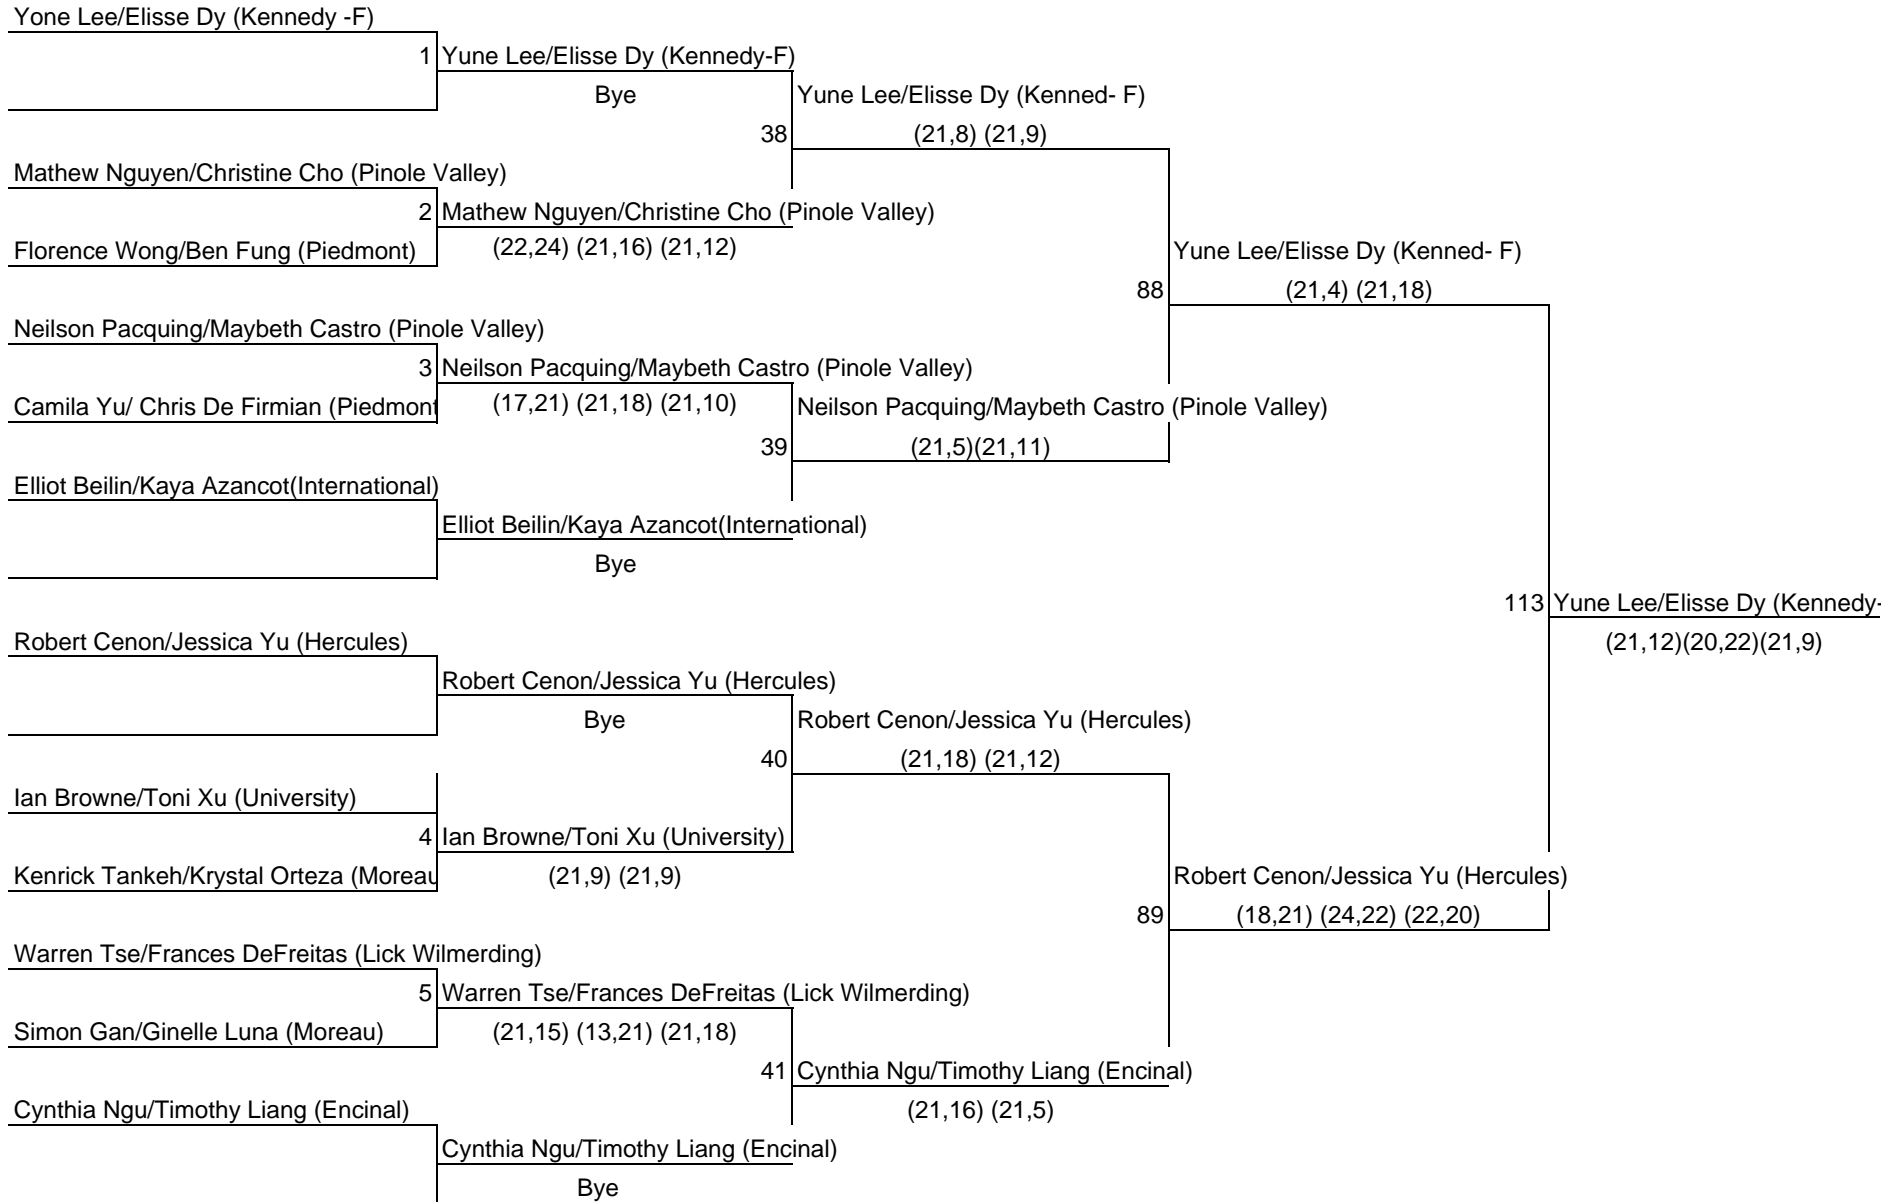 Yone Lee/Elisse Dy (Kennedy -F)
1 Yune Lee/Elisse Dy (Kennedy-F)
Bye
Yune Lee/Elisse Dy (Kenned- F)
38 (21,8) (21,9)
Mathew Nguyen/Christine Cho (Pinole Valley)
2 Mathew Nguyen/Christine Cho (Pinole Valley)
Florence Wong/Ben Fung (Piedmont)
(22,24) (21,16) (21,12)
Yune Lee/Elisse Dy (Kenned- F)
88 (21,4) (21,18)
Neilson Pacquing/Maybeth Castro (Pinole Valley)
3 Neilson Pacquing/Maybeth Castro (Pinole Valley)
Camila Yu/ Chris De Firmian (Piedmont
(17,21) (21,18) (21,10)
Neilson Pacquing/Maybeth Castro (Pinole Valley)
39 (21,5)(21,11)
Elliot Beilin/Kaya Azancot(International)
Elliot Beilin/Kaya Azancot(International)
Bye
113 Yune Lee/Elisse Dy (Kennedy-
(21,12)(20,22)(21,9)
Robert Cenon/Jessica Yu (Hercules)
Robert Cenon/Jessica Yu (Hercules)
Bye
Robert Cenon/Jessica Yu (Hercules)
40 (21,18) (21,12)
Ian Browne/Toni Xu (University)
4 Ian Browne/Toni Xu (University)
Kenrick Tankeh/Krystal Orteza (Moreau
(21,9) (21,9)
Robert Cenon/Jessica Yu (Hercules)
89 (18,21) (24,22) (22,20)
Warren Tse/Frances DeFreitas (Lick Wilmerding)
5 Warren Tse/Frances DeFreitas (Lick Wilmerding)
Simon Gan/Ginelle Luna (Moreau)
(21,15) (13,21) (21,18)
41 Cynthia Ngu/Timothy Liang (Encinal)
Cynthia Ngu/Timothy Liang (Encinal)
(21,16) (21,5)
Cynthia Ngu/Timothy Liang (Encinal)
Bye